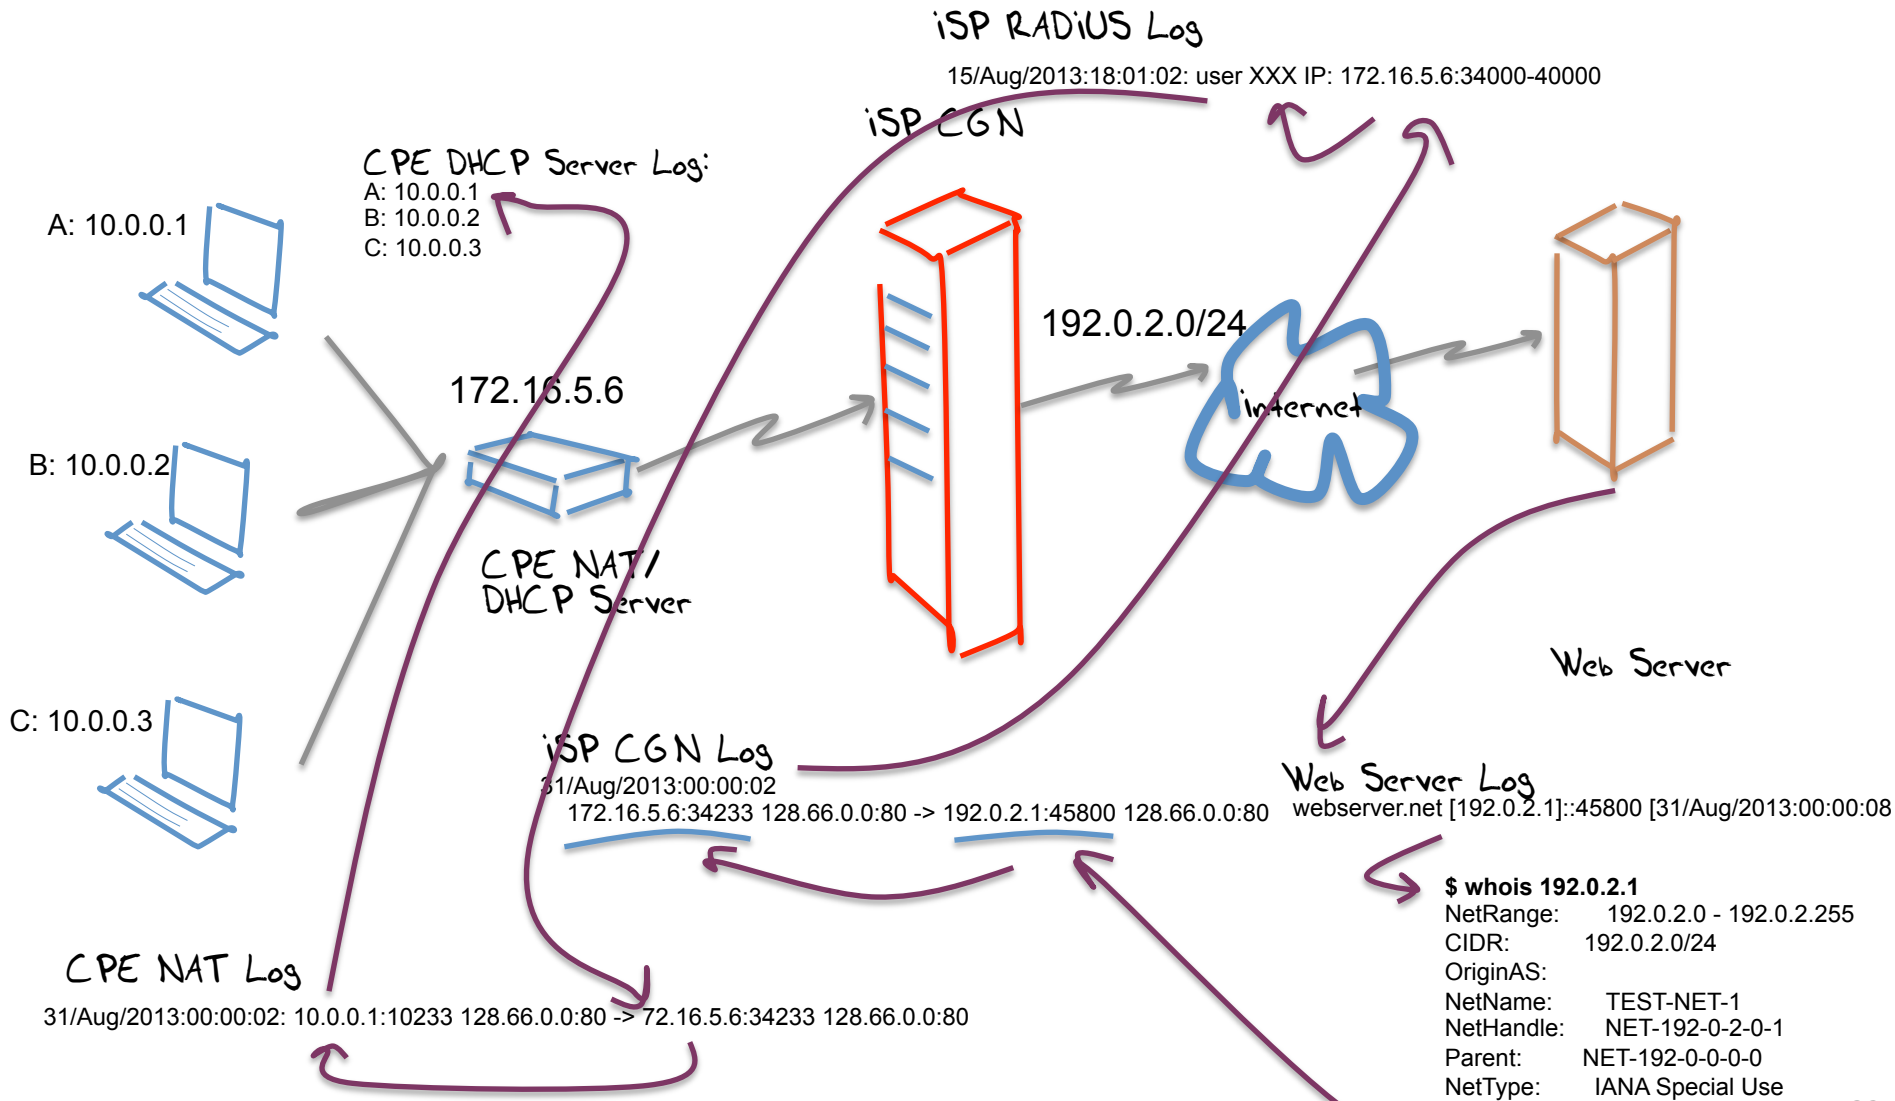 iSP RADiUS Log
15/Aug/2013:18:01:02: user XXX IP: 172.16.5.6:34000-40000
iSP CGN
CPE DHCP Server Log:
A: 10.0.0.1
B: 10.0.0.2
C: 10.0.0.3
A: 10.0.0.1
192.0.2.0/24
172.16.5.6
internet
B: 10.0.0.2
CPE NAT/
DHCP Server
Web Server
C: 10.0.0.3
iSP CGN Log
31/Aug/2013:00:00:02
172.16.5.6:34233 128.66.0.0:80 -> 192.0.2.1:45800 128.66.0.0:80
Web Server Log
webserver.net [192.0.2.1]::45800 [31/Aug/2013:00:00:08
$ whois 192.0.2.1
NetRange: 192.0.2.0 - 192.0.2.255
CIDR: 192.0.2.0/24
OriginAS:
NetName: TEST-NET-1
NetHandle: NET-192-0-2-0-1
Parent: NET-192-0-0-0-0
NetType: IANA Special Use
CPE NAT Log
31/Aug/2013:00:00:02: 10.0.0.1:10233 128.66.0.0:80 -> 72.16.5.6:34233 128.66.0.0:80